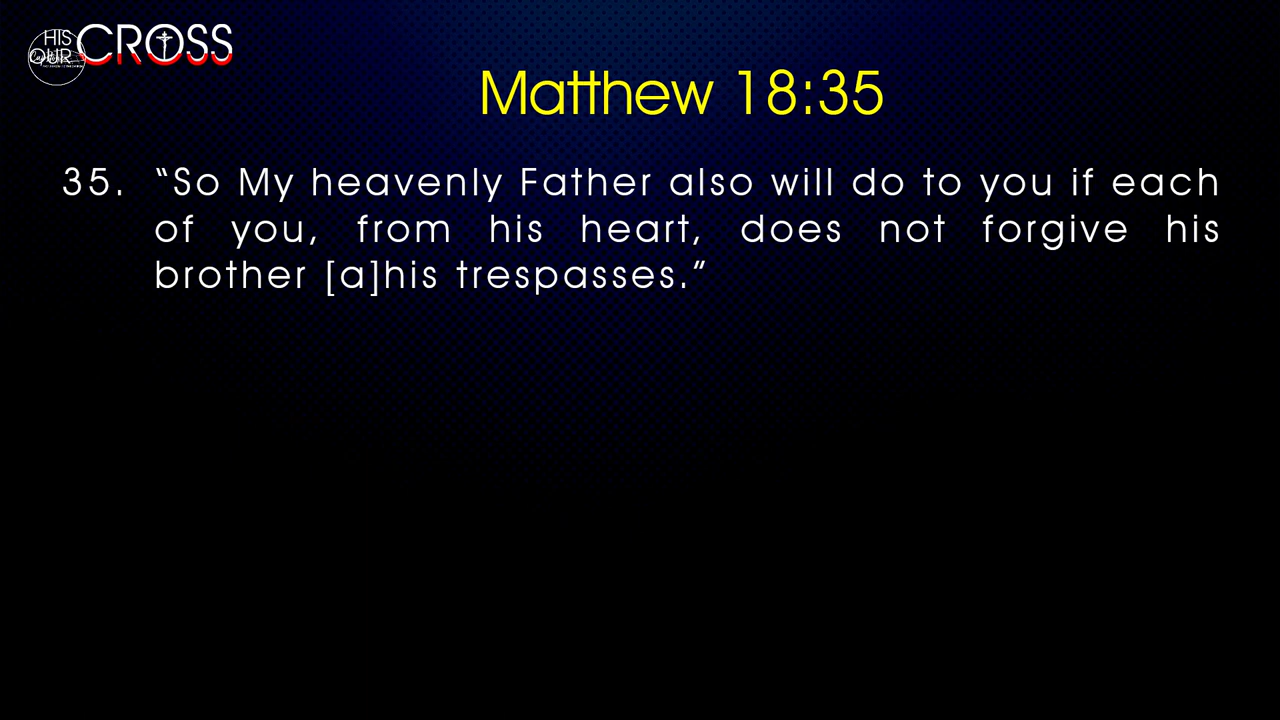 HIS
OUR CROSS
Matthew 18:35
35. “So My heavenly Father also will do to you if each
of you, from his heart, does not forgive his
brother [a]his trespasses.”